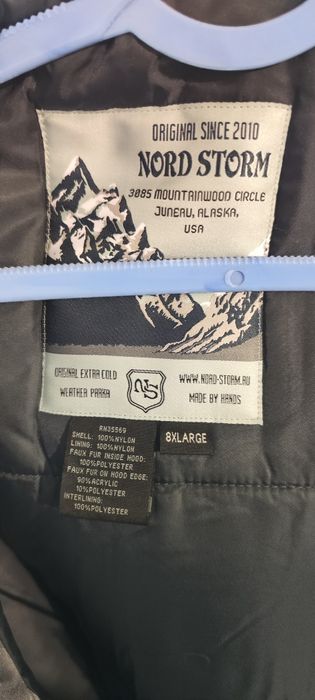 ORIGINAL SINCE 2010
NORD STORM
3085 MOUNTAINWOOD CIRCLE
JUNEAU, ALASKA,
USA
ORIGINAL EXTRA COLD
WEATHER PARKA
NS
WWW.NORD-STORM.RU
MADE BY HANDS
RN35569
SHELL: 100%NYLON
LINING: 100%NYLON
FAUX FUR INSIDE HOOD:
100%POLYESTER
FAUX FUR ON HOOD EDGE:
90%ACRYLIC
10%POLYESTER
INTERLINING:
100%POLYESTER
8XLARGE